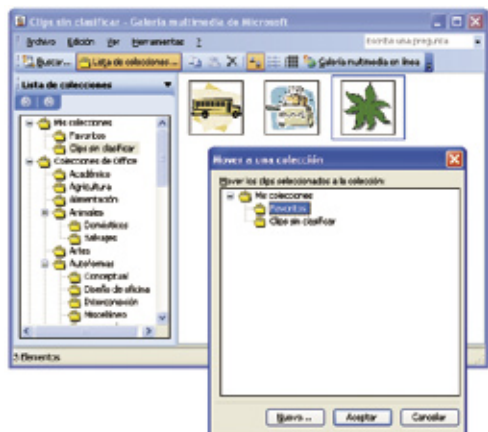 Clips sin clasificar - Galería multimedia de Microsoft
Archivo Edición Ver Herramientas ?
Escriba una pregunta
Buscar... Lista de colecciones... Galería multimedia en línea
Lista de colecciones
Mis colecciones
Favoritos
Clips sin clasificar
Colecciones de Office
Académico
Agricultura
Alimentación
Animales
Domésticos
Salvajes
Artes
Autoformas
Conceptual
Diseño de oficina
Interconexión
Misceláneo
3 Elementos
Mover a una colección
Mover los clips seleccionados a la colección:
Mis colecciones
Favoritos
Clips sin clasificar
Nueva... Aceptar Cancelar